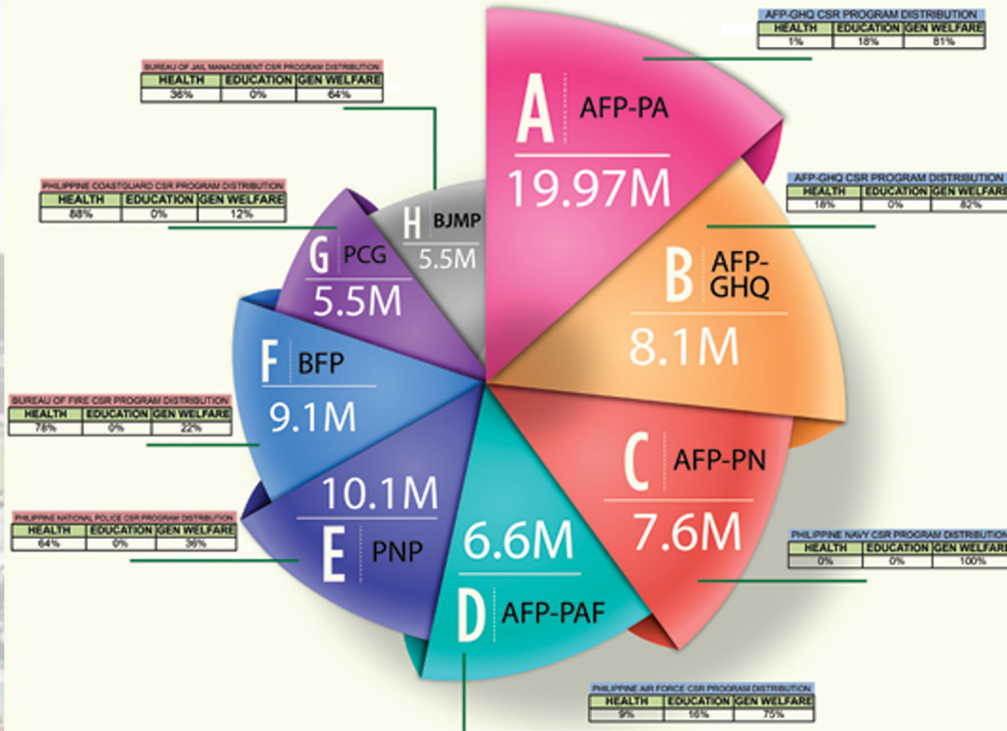 AFP-GHQ CSR PROGRAM DISTRIBUTION
HEALTH EDUCATION GEN WELFARE
1% 18% 81%
BUREAU OF JAIL MANAGEMENT CSR PROGRAM DISTRIBUTION
HEALTH EDUCATION GEN WELFARE
36% 0% 64%
A AFP-PA
19.97M
AFP-GHQ CSR PROGRAM DISTRIBUTION
HEALTH EDUCATION GEN WELFARE
18% 0% 82%
PHILIPPINE COASTGUARD CSR PROGRAM DISTRIBUTION
HEALTH EDUCATION GEN WELFARE
88% 0% 12%
H BJMP
5.5M
G PCG
5.5M
B AFP-
GHQ
8.1M
F BFP
9.1M
BUREAU OF FIRE CSR PROGRAM DISTRIBUTION
HEALTH EDUCATION GEN WELFARE
78% 0% 22%
C AFP-PN
7.6M
10.1M
E PNP
PHILIPPINE NATIONAL POLICE CSR PROGRAM DISTRIBUTION
HEALTH EDUCATION GEN WELFARE
64% 0% 36%
6.6M
D AFP-PAF
PHILIPPINE NAVY CSR PROGRAM DISTRIBUTION
HEALTH EDUCATION GEN WELFARE
0% 0% 100%
PHILIPPINE AIR FORCE CSR PROGRAM DISTRIBUTION
HEALTH EDUCATION GEN WELFARE
9% 16% 75%